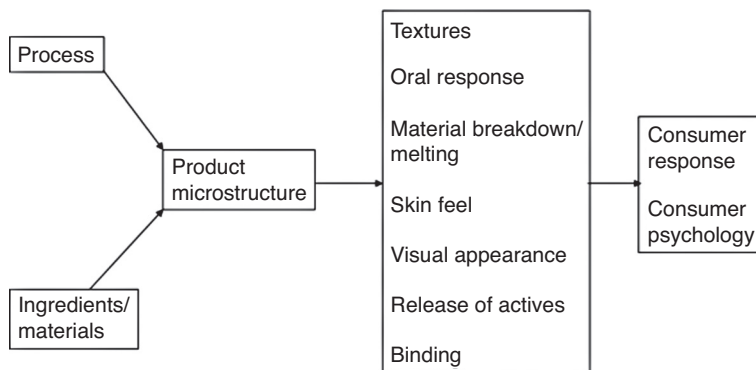 Process
Ingredients/
materials
Product
microstructure
Textures
Oral response
Material breakdown/
melting
Skin feel
Visual appearance
Release of actives
Binding
Consumer
response
Consumer
psychology